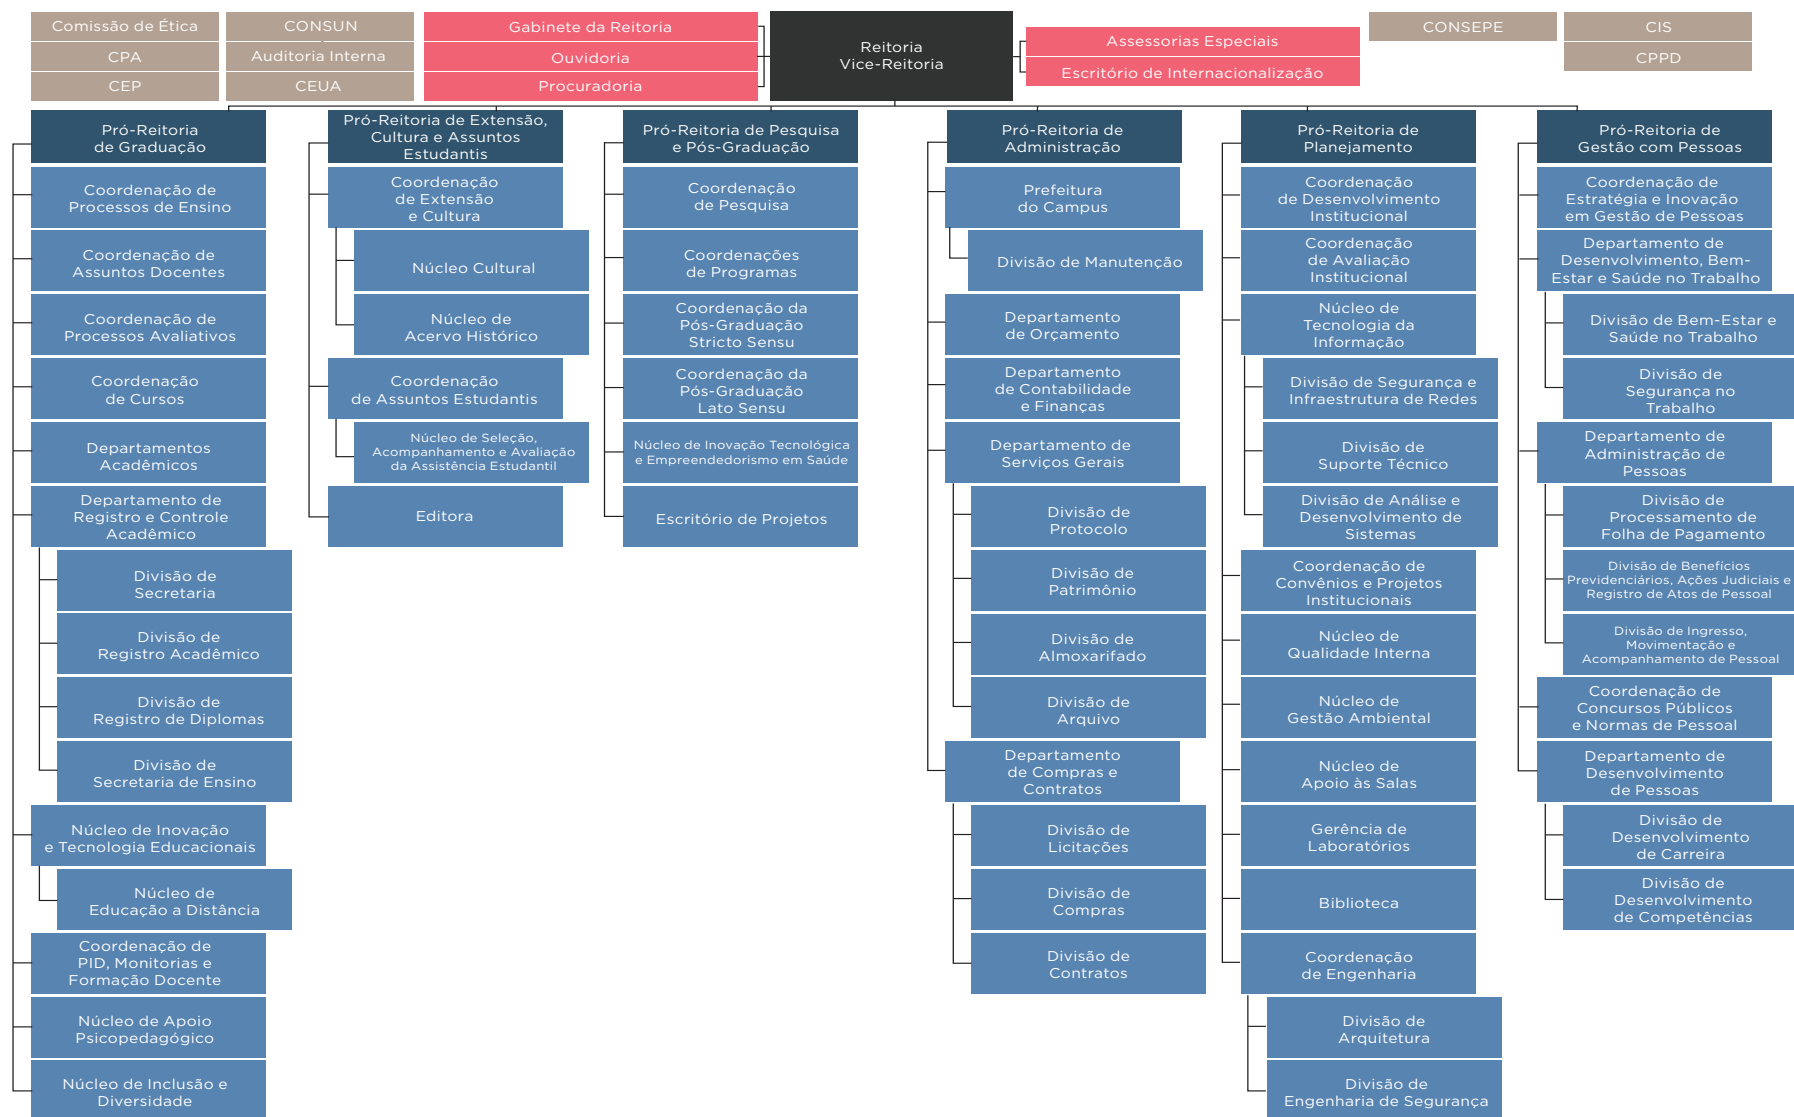 Comissão de Ética
CPA
CEP
CONSUN
Auditoria Interna
CEUA
Gabinete da Reitoria
Ouvidoria
Procuradoria
Reitoria
Vice-Reitoria
Assessorias Especiais
Escritório de Internacionalização
CONSEPE
CIS
CPPD
Pró-Reitoria
de Graduação
Coordenação de
Processos de Ensino
Coordenação de
Assuntos Docentes
Coordenação de
Processos Avaliativos
Coordenação
de Cursos
Departamentos
Acadêmicos
Departamento de
Registro e Controle
Acadêmico
Divisão de
Secretaria
Divisão de
Registro Acadêmico
Divisão de
Registro de Diplomas
Divisão de
Secretaria de Ensino
Núcleo de Inovação
e Tecnologia Educacionais
Núcleo de
Educação a Distância
Coordenação de
PID, Monitorias e
Formação Docente
Núcleo de Apoio
Psicopedagógico
Núcleo de Inclusão e
Diversidade
Pró-Reitoria de Extensão,
Cultura e Assuntos
Estudantis
Coordenação
de Extensão
e Cultura
Núcleo Cultural
Núcleo de
Acervo Histórico
Coordenação
de Assuntos Estudantis
Núcleo de Seleção,
Acompanhamento e Avaliação
da Assistência Estudantil
Editora
Pró-Reitoria de Pesquisa
e Pós-Graduação
Coordenação
de Pesquisa
Coordenações
de Programas
Coordenação da
Pós-Graduação
Stricto Sensu
Coordenação da
Pós-Graduação
Lato Sensu
Núcleo de Inovação Tecnológica
e Empreendedorismo em Saúde
Escritório de Projetos
Pró-Reitoria de
Administração
Prefeitura
do Campus
Divisão de Manutenção
Departamento
de Orçamento
Departamento
de Contabilidade
e Finanças
Departamento de
Serviços Gerais
Divisão de
Protocolo
Divisão de
Patrimônio
Divisão de
Almoxarifado
Divisão de
Arquivo
Departamento
de Compras e
Contratos
Divisão de
Licitações
Divisão de
Compras
Divisão de
Contratos
Pró-Reitoria de
Planejamento
Coordenação
de Desenvolvimento
Institucional
Coordenação
de Avaliação
Institucional
Núcleo de
Tecnologia da
Informação
Divisão de Segurança e
Infraestrutura de Redes
Divisão de
Suporte Técnico
Divisão de Análise e
Desenvolvimento de
Sistemas
Coordenação de
Convênios e Projetos
Institucionais
Núcleo de
Qualidade Interna
Núcleo de
Gestão Ambiental
Núcleo de
Apoio às Salas
Gerência de
Laboratórios
Biblioteca
Coordenação
de Engenharia
Divisão de
Arquitetura
Divisão de
Engenharia de Segurança
Pró-Reitoria de
Gestão com Pessoas
Coordenação de
Estratégia e Inovação
em Gestão de Pessoas
Departamento de
Desenvolvimento, Bem-
Estar e Saúde no Trabalho
Divisão de Bem-Estar e
Saúde no Trabalho
Divisão de
Segurança no
Trabalho
Departamento de
Administração de
Pessoas
Divisão de
Processamento de
Folha de Pagamento
Divisão de Benefícios
Previdenciários, Ações Judiciais e
Registro de Atos de Pessoal
Divisão de Ingresso,
Movimentação e
Acompanhamento de Pessoal
Coordenação de
Concursos Públicos
e Normas de Pessoal
Departamento de
Desenvolvimento
de Pessoas
Divisão de
Desenvolvimento
de Carreira
Divisão de
Desenvolvimento
de Competências